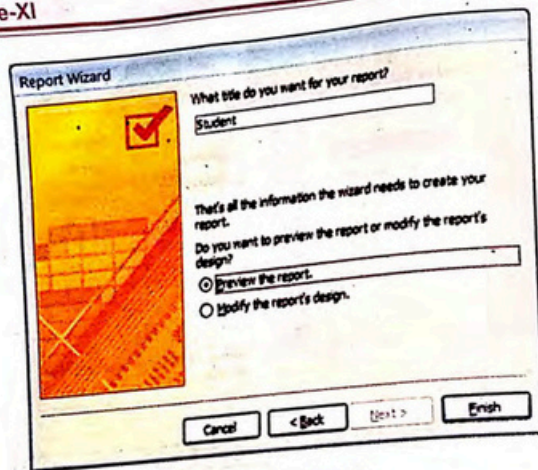 e-XI
Report Wizard
What title do you want for your report?
Student
That's all the information the wizard needs to create your
report.
Do you want to preview the report or modify the report's
design?
Preview the report.
Modify the report's design.
Cancel
< Back
Next >
Finish